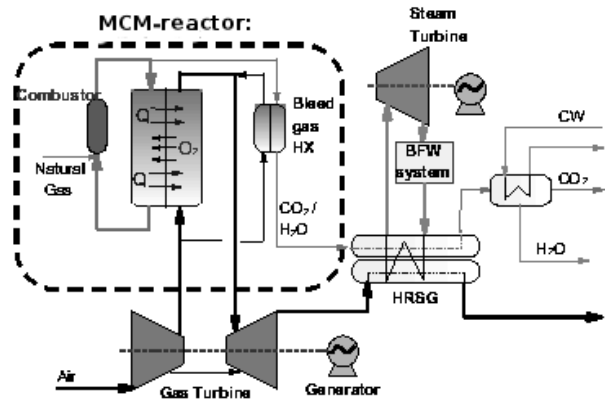 MCM-reactor:
Steam
Turbine
Combustor
Q
O₂
Q
Bleed
gas
HX
Natural
Gas
CO₂ /
H₂O
BFW
system
CW
CO₂
H₂O
HRSG
Air
Gas Turbine
Generator